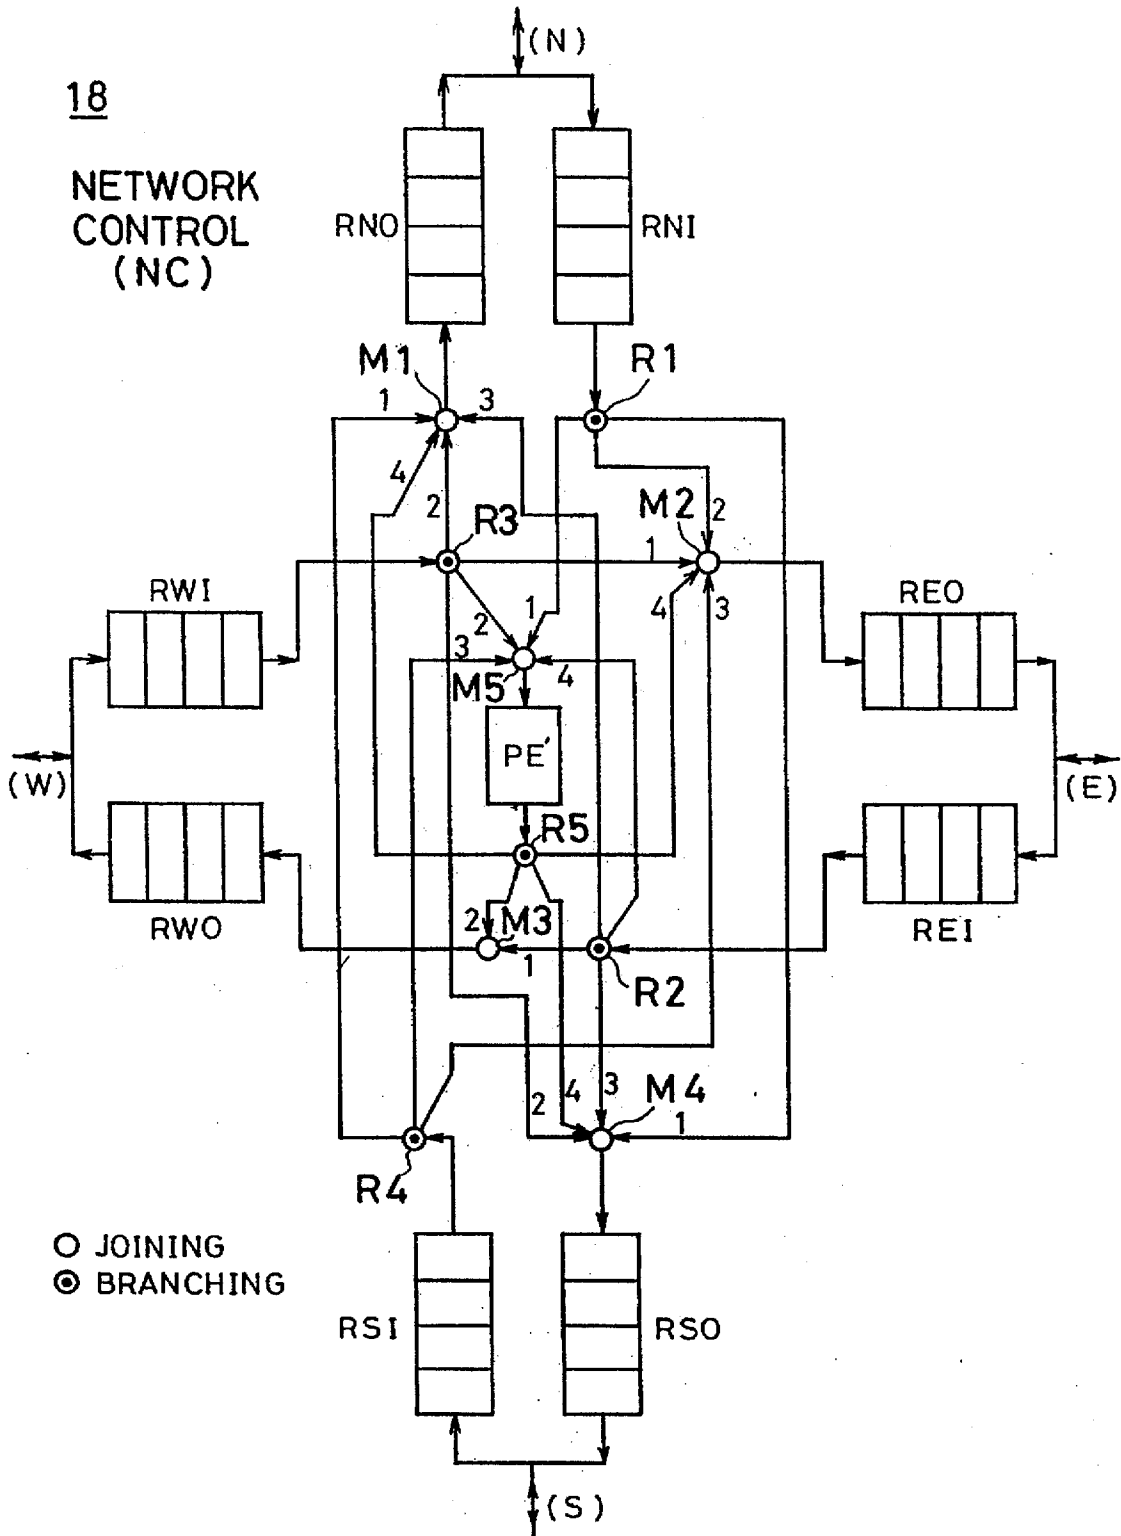 (N)
18
NETWORK
CONTROL
(NC)
RNO
RNI
M1
R1
1
3
4
2
R3
M2
2
1
RWI
REO
2
1
4
3
3
M5
4
PE'
(W)
(E)
R5
2
M3
1
RWO
REI
R2
2
4
3
M4
1
R4
JOINING
BRANCHING
RSI
RSO
(S)